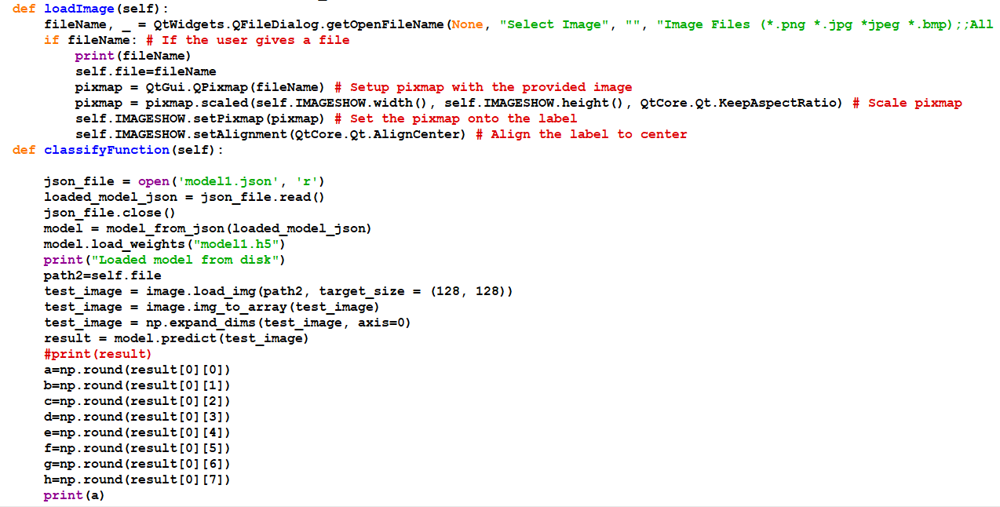 def loadImage(self):
    fileName, _ = QtWidgets.QFileDialog.getOpenFileName(None, "Select Image", "", "Image Files (*.png *.jpg *jpeg *.bmp);;All
    if fileName: # If the user gives a file
        print(fileName)
        self.file=fileName
        pixmap = QtGui.QPixmap(fileName) # Setup pixmap with the provided image
        pixmap = pixmap.scaled(self.IMAGESHOW.width(), self.IMAGESHOW.height(), QtCore.Qt.KeepAspectRatio) # Scale pixmap
        self.IMAGESHOW.setPixmap(pixmap) # Set the pixmap onto the label
        self.IMAGESHOW.setAlignment(QtCore.Qt.AlignCenter) # Align the label to center
def classifyFunction(self):
    json_file = open('model1.json', 'r')
    loaded_model_json = json_file.read()
    json_file.close()
    model = model_from_json(loaded_model_json)
    model.load_weights("model1.h5")
    print("Loaded model from disk")
    path2=self.file
    test_image = image.load_img(path2, target_size = (128, 128))
    test_image = image.img_to_array(test_image)
    test_image = np.expand_dims(test_image, axis=0)
    result = model.predict(test_image)
    #print(result)
    a=np.round(result[0][0])
    b=np.round(result[0][1])
    c=np.round(result[0][2])
    d=np.round(result[0][3])
    e=np.round(result[0][4])
    f=np.round(result[0][5])
    g=np.round(result[0][6])
    h=np.round(result[0][7])
    print(a)